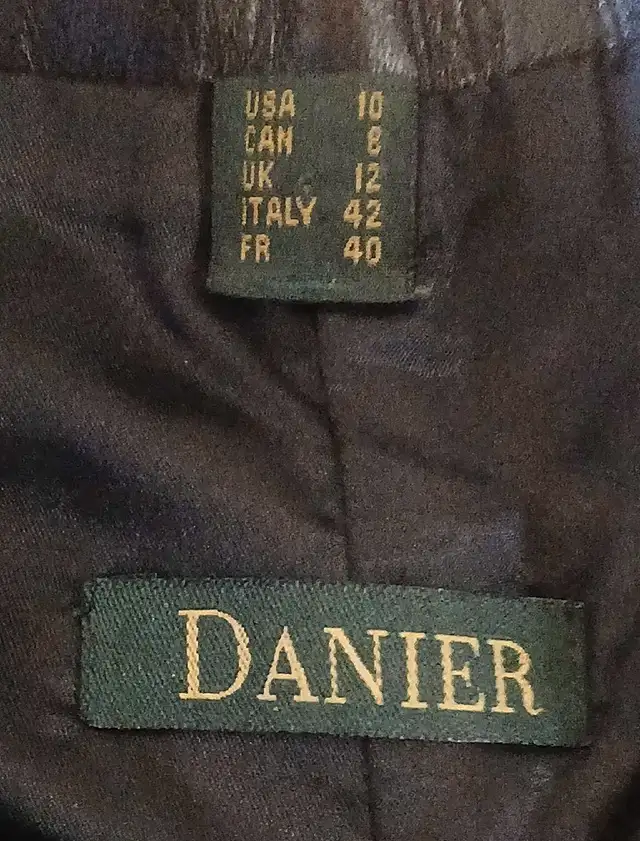 USA 10
CAN 8
UK 12
ITALY 42
FR 40
DANIER